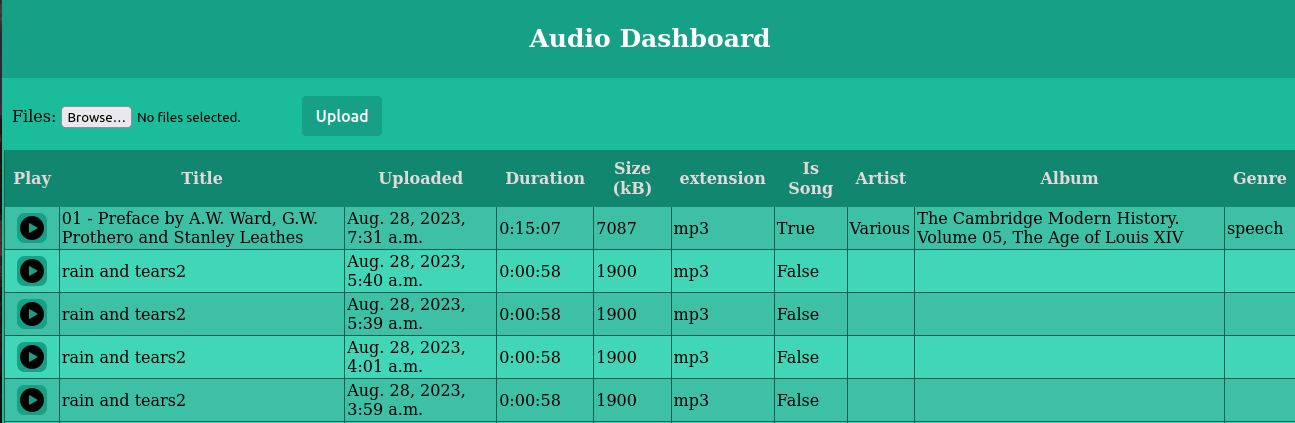 Audio Dashboard
Files: Browse... No files selected. Upload
Play Title Uploaded Duration Size (kB) extension Is Song Artist Album Genre
01 - Preface by A.W. Ward, G.W. Prothero and Stanley Leathes Aug. 28, 2023, 7:31 a.m. 0:15:07 7087 mp3 True Various The Cambridge Modern History. Volume 05, The Age of Louis XIV speech
rain and tears2 Aug. 28, 2023, 5:40 a.m. 0:00:58 1900 mp3 False
rain and tears2 Aug. 28, 2023, 5:39 a.m. 0:00:58 1900 mp3 False
rain and tears2 Aug. 28, 2023, 4:01 a.m. 0:00:58 1900 mp3 False
rain and tears2 Aug. 28, 2023, 3:59 a.m. 0:00:58 1900 mp3 False